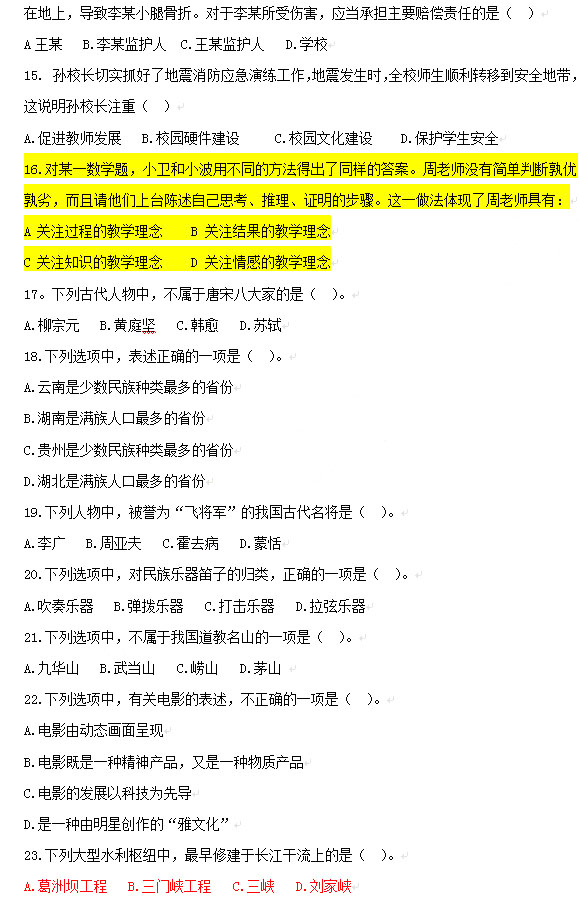 在地上，导致李某小腿骨折。对于李某所受伤害，应当承担主要赔偿责任的是（  ）
A 王某  B.李某监护人  C.王某监护人  D.学校
15. 孙校长切实抓好了地震消防应急演练工作,地震发生时,全校师生顺利转移到安全地带，
这说明孙校长注重（  ）
A.促进教师发展  B.校园硬件建设    C.校园文化建设   D.保护学生安全
16.对某一数学题，小卫和小波用不同的方法得出了同样的答案。周老师没有简单判断孰优
孰劣，而且请他们上台陈述自己思考、推理、证明的步骤。这一做法体现了周老师具有：
A 关注过程的教学理念   B 关注结果的教学理念
C 关注知识的教学理念   D 关注情感的教学理念
17。下列古代人物中，不属于唐宋八大家的是（  ）。
A.柳宗元  B.黄庭坚  C.韩愈  D.苏轼
18.下列选项中，表述正确的一项是（  ）。
A.云南是少数民族种类最多的省份
B.湖南是满族人口最多的省份
C.贵州是少数民族种类最多的省份
D.湖北是满族人口最多的省份
19.下列人物中，被誉为“飞将军”的我国古代名将是（  ）。
A.李广  B.周亚夫  C.霍去病  D.蒙恬
20.下列选项中，对民族乐器笛子的归类，正确的一项是（  ）。
A.吹奏乐器  B.弹拨乐器  C.打击乐器  D.拉弦乐器
21.下列选项中，不属于我国道教名山的一项是（  ）。
A.九华山  B.武当山  C.崂山  D.茅山
22.下列选项中，有关电影的表述，不正确的一项是（  ）。
A.电影由动态画面呈现
B.电影既是一种精神产品，又是一种物质产品
C.电影的发展以科技为先导
D.是一种由明星创作的“雅文化”
23.下列大型水利枢纽中，最早修建于长江干流上的是（  ）。
A.葛洲坝工程  B.三门峡工程  C.三峡  D.刘家峡